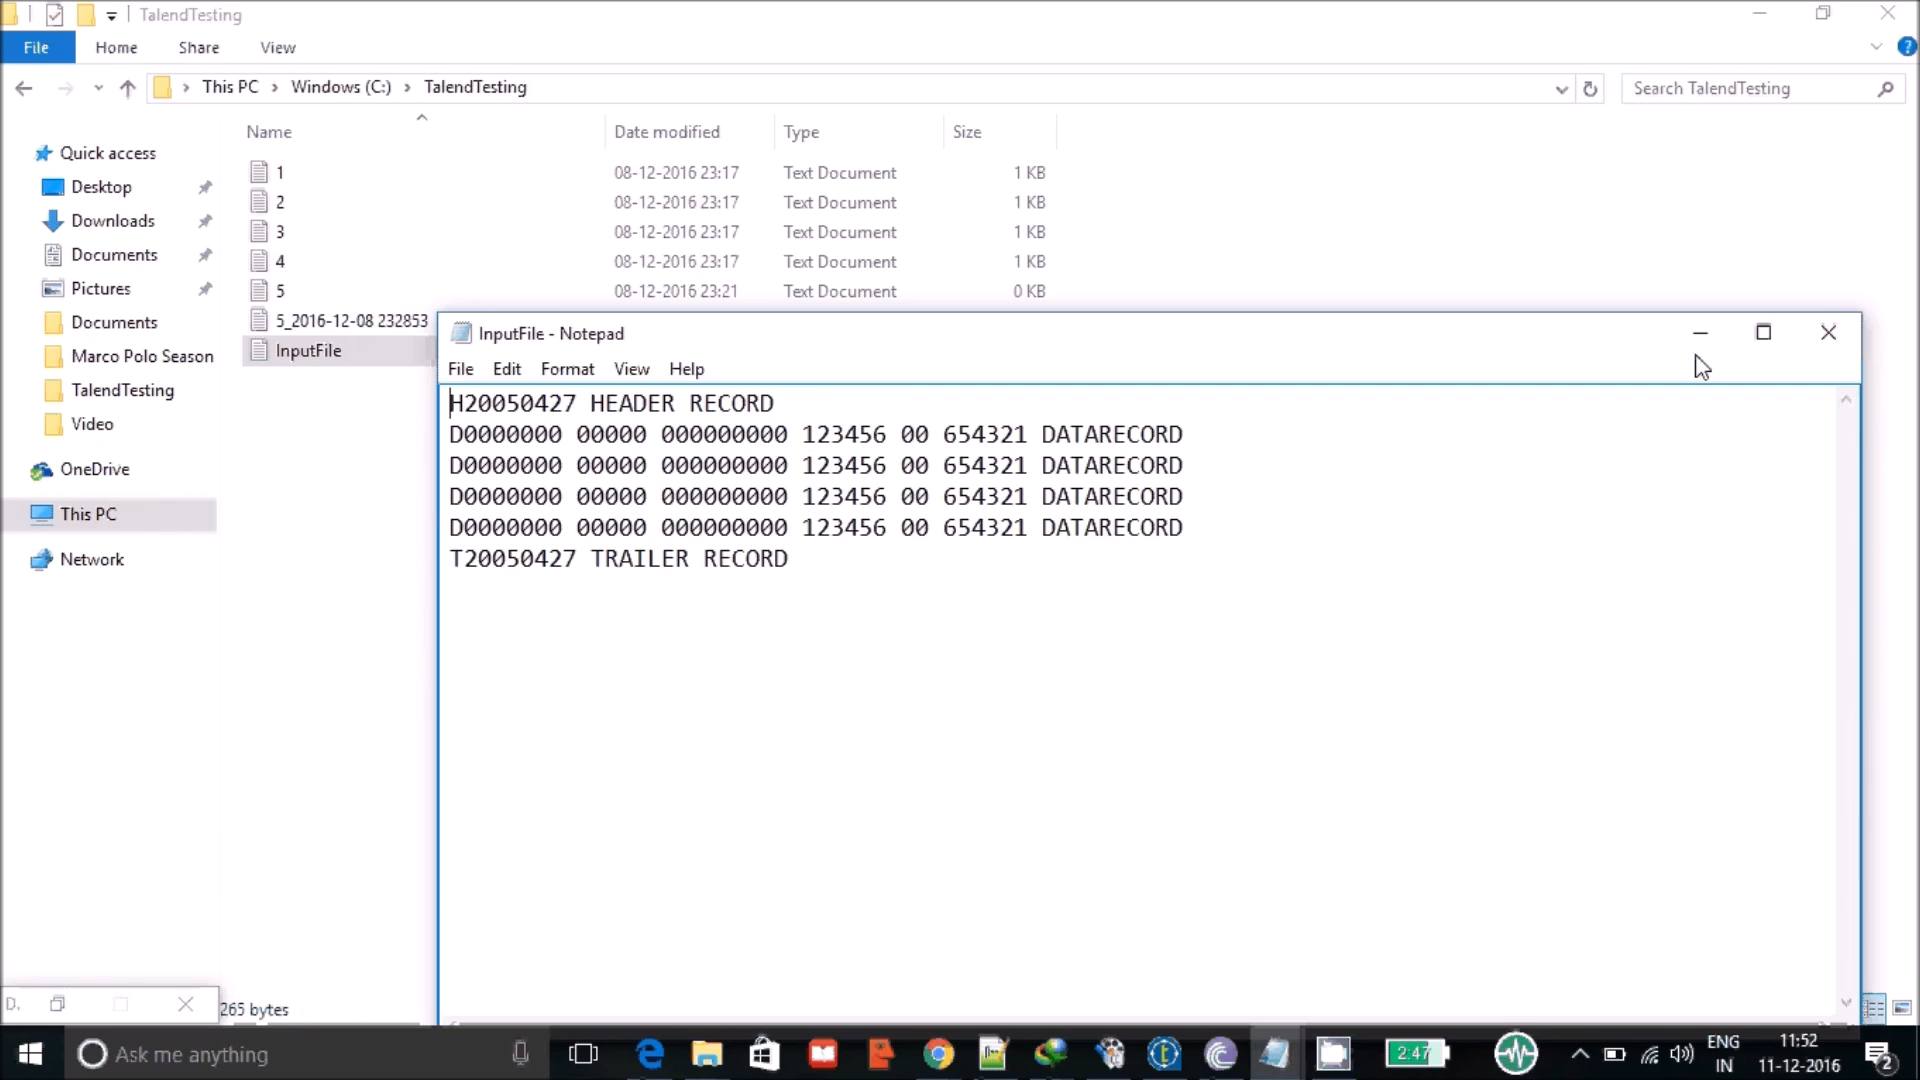 TalendTesting
File Home Share View
This PC Windows (C:) TalendTesting
Search TalendTesting
Name Date modified Type Size
1 08-12-2016 23:17 Text Document 1 KB
2 08-12-2016 23:17 Text Document 1 KB
3 08-12-2016 23:17 Text Document 1 KB
4 08-12-2016 23:17 Text Document 1 KB
5 08-12-2016 23:21 Text Document 0 KB
5_2016-12-08 232853
InputFile
Quick access
Desktop
Downloads
Documents
Pictures
Documents
Marco Polo Season
TalendTesting
Video
OneDrive
This PC
Network
InputFile - Notepad
File Edit Format View Help
H20050427 HEADER RECORD
D0000000 00000 000000000 123456 00 654321 DATARECORD
D0000000 00000 000000000 123456 00 654321 DATARECORD
D0000000 00000 000000000 123456 00 654321 DATARECORD
D0000000 00000 000000000 123456 00 654321 DATARECORD
T20050427 TRAILER RECORD
D.
265 bytes
Ask me anything
2:47
ENG
IN
11:52
11-12-2016
2